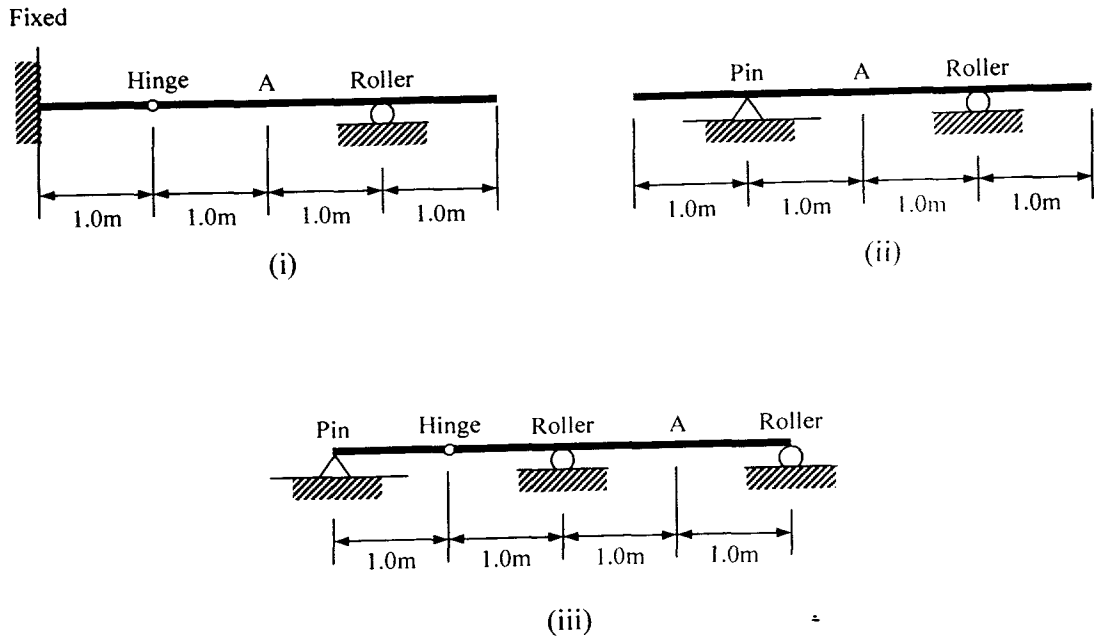 Fixed
Hinge A Roller
1.0m 1.0m 1.0m 1.0m
(i)
Pin A Roller
1.0m 1.0m 1.0m 1.0m
(ii)
Pin Hinge Roller A Roller
1.0m 1.0m 1.0m 1.0m
(iii)